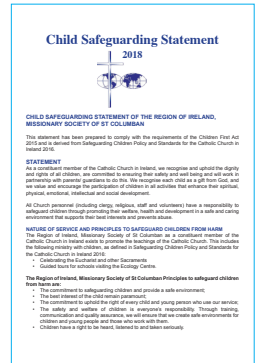 Child Safeguarding Statement
2018
CHILD SAFEGUARDING STATEMENT OF THE REGION OF IRELAND,
MISSIONARY SOCIETY OF ST COLUMBAN
This statement has been prepared to comply with the requirements of the Children First Act
2015 and is derived from Safeguarding Children Policy and Standards for the Catholic Church in
Ireland 2016.
STATEMENT
As a constituent member of the Catholic Church in Ireland, we recognise and uphold the dignity
and rights of all children, we are committed to ensuring their safety and well being and will work in
partnership with parents/ guardians to do this. We recognise each child as a gift from God, and
we value and encourage the participation of children in all activities that enhance their spiritual,
physical, emotional, intellectual and social development.
All Church personnel (including clergy, religious, staff and volunteers) have a responsibility to
safeguard children through promoting their welfare, health and development in a safe and caring
environment that supports their best interests and prevents abuse.
NATURE OF SERVICE AND PRINCIPLES TO SAFEGUARD CHILDREN FROM HARM
The Region of Ireland, Missionary Society of St Columban as a constituent member of the
Catholic Church in Ireland exists to promote the teachings of the Catholic Church. This includes
the following ministry with children, as defined in Safeguarding Children Policy and Standards for
the Catholic Church in Ireland 2016:
• Celebrating the Eucharist and other Sacraments
• Guided tours for schools visiting the Ecology Centre.
The Region of Ireland, Missionary Society of St Columban Principles to safeguard children
from harm are:
• The commitment to safeguarding children and provide a safe environment;
• The best interest of the child remain paramount;
• The commitment to uphold the right of every child and young person who use our service;
• The safety and welfare of children is everyone's responsibility. Through training,
communication and quality assurance, we will ensure that we create safe environments for
children and young people and those who work with them.
• Children have a right to be heard, listened to and taken seriously.